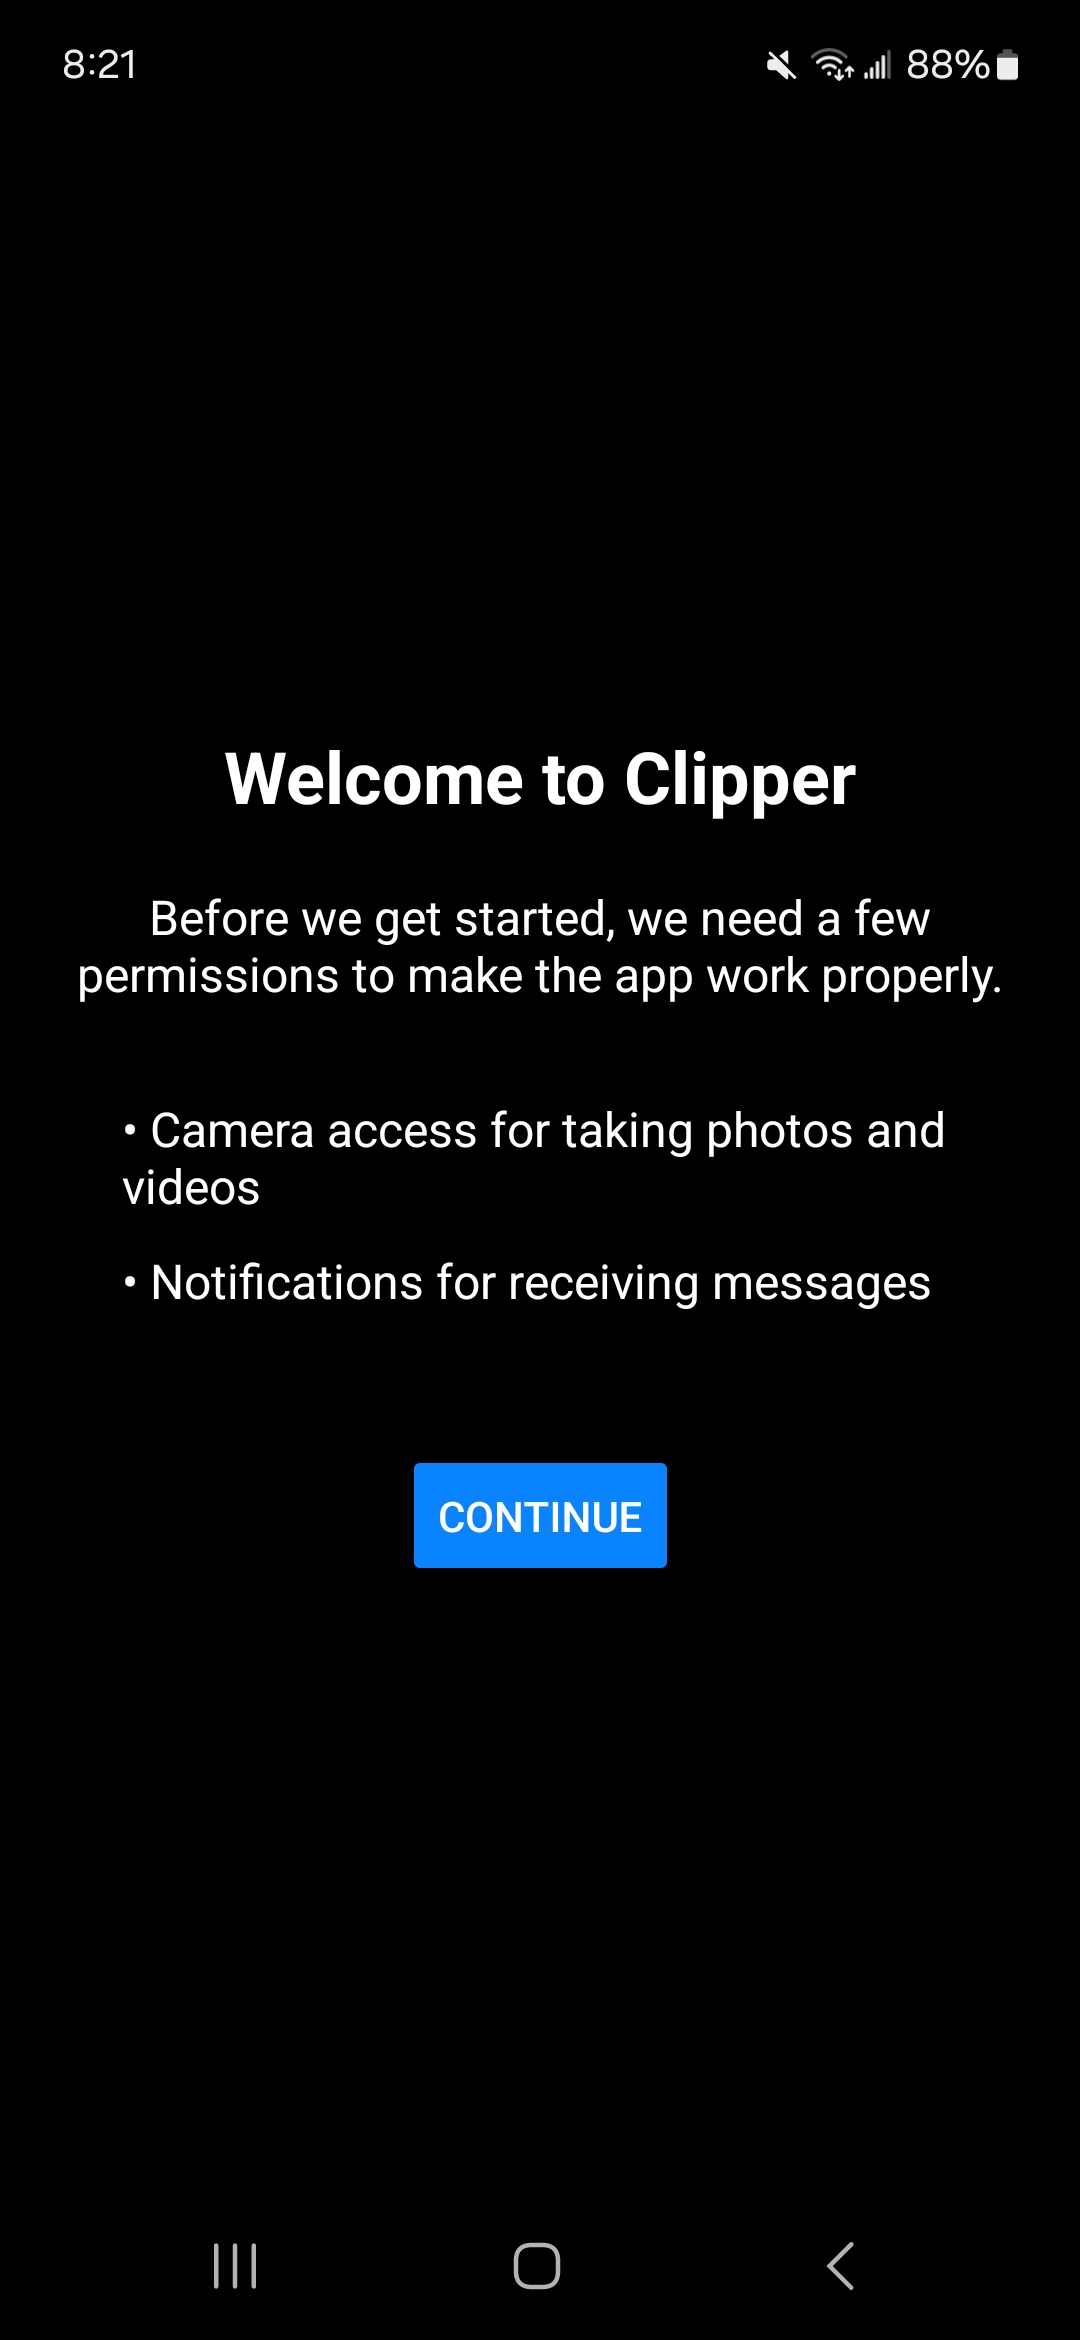 8:21
88%
Welcome to Clipper
Before we get started, we need a few
permissions to make the app work properly.
• Camera access for taking photos and
videos
• Notifications for receiving messages
CONTINUE